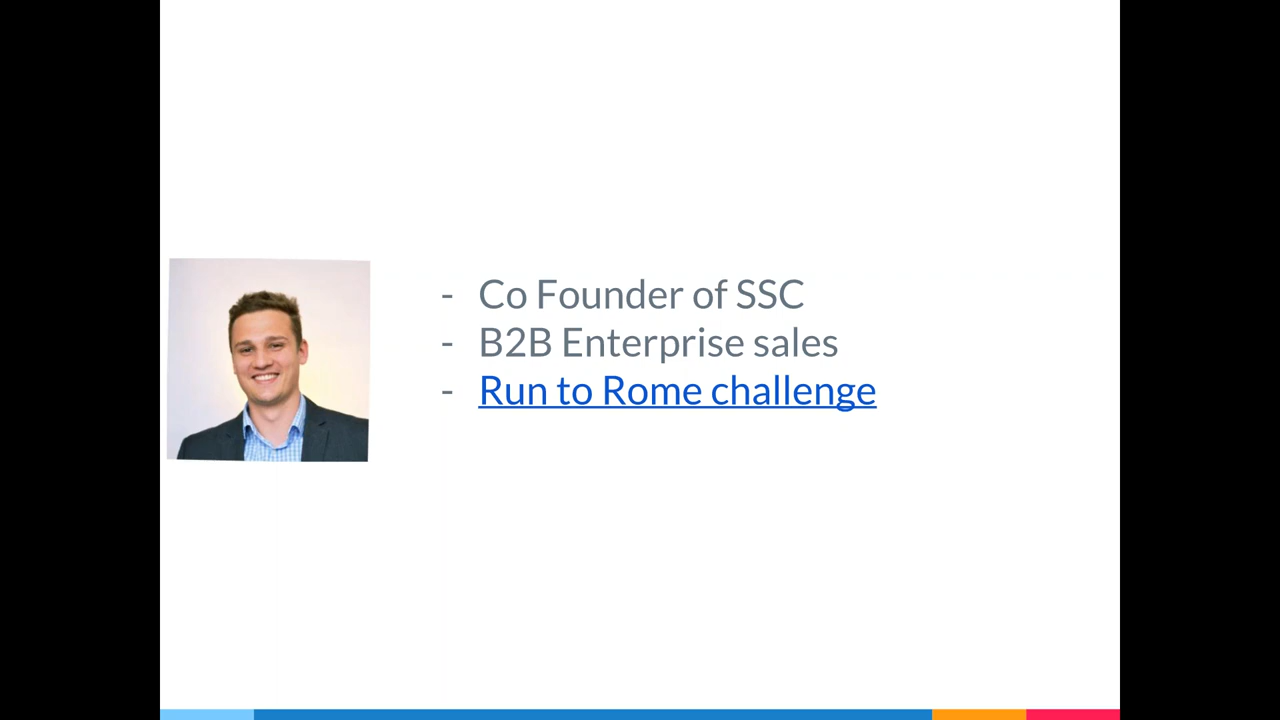 - Co Founder of SSC
- B2B Enterprise sales
- Run to Rome challenge